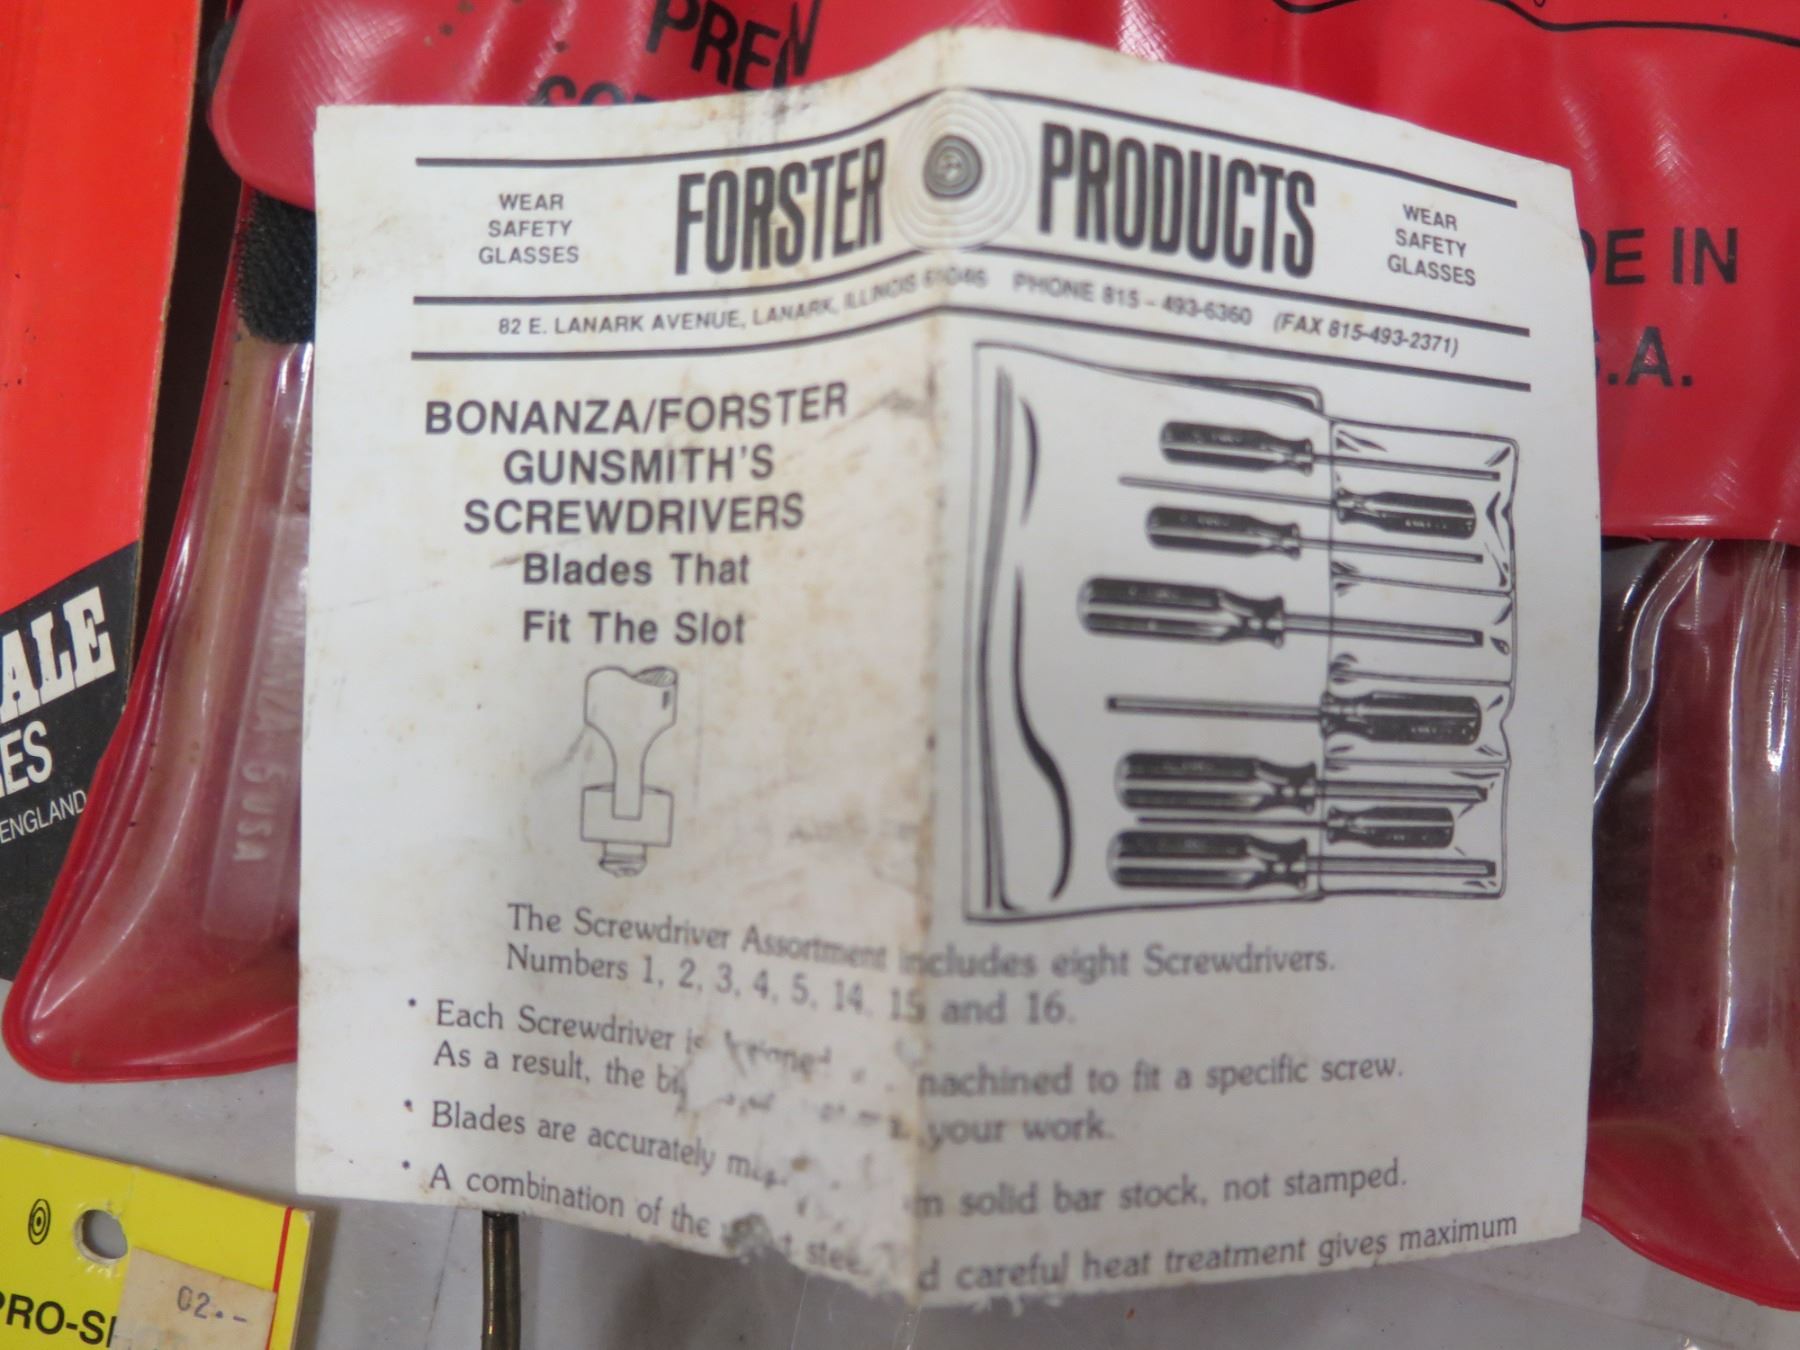 WEAR
SAFETY
GLASSES
FORSTER PRODUCTS
WEAR
SAFETY
GLASSES
82 E. LANARK AVENUE, LANARK, ILLINOIS 61046 PHONE 815-493-6360 (FAX 815-493-2371)
BONANZA/FORSTER
GUNSMITH'S
SCREWDRIVERS
Blades That
Fit The Slot
The Screwdriver Assortment includes eight Screwdrivers.
Numbers 1, 2, 3, 4, 5, 14, 15 and 16.
• Each Screwdriver is machined to fit a specific screw.
As a result, the your work.
• Blades are accurately solid bar stock, not stamped.
• A combination of the careful heat treatment gives maximum
DE IN
.A.
BONANZA 5 USA
ALE
ES
ENGLAND
PRO-S
02.-